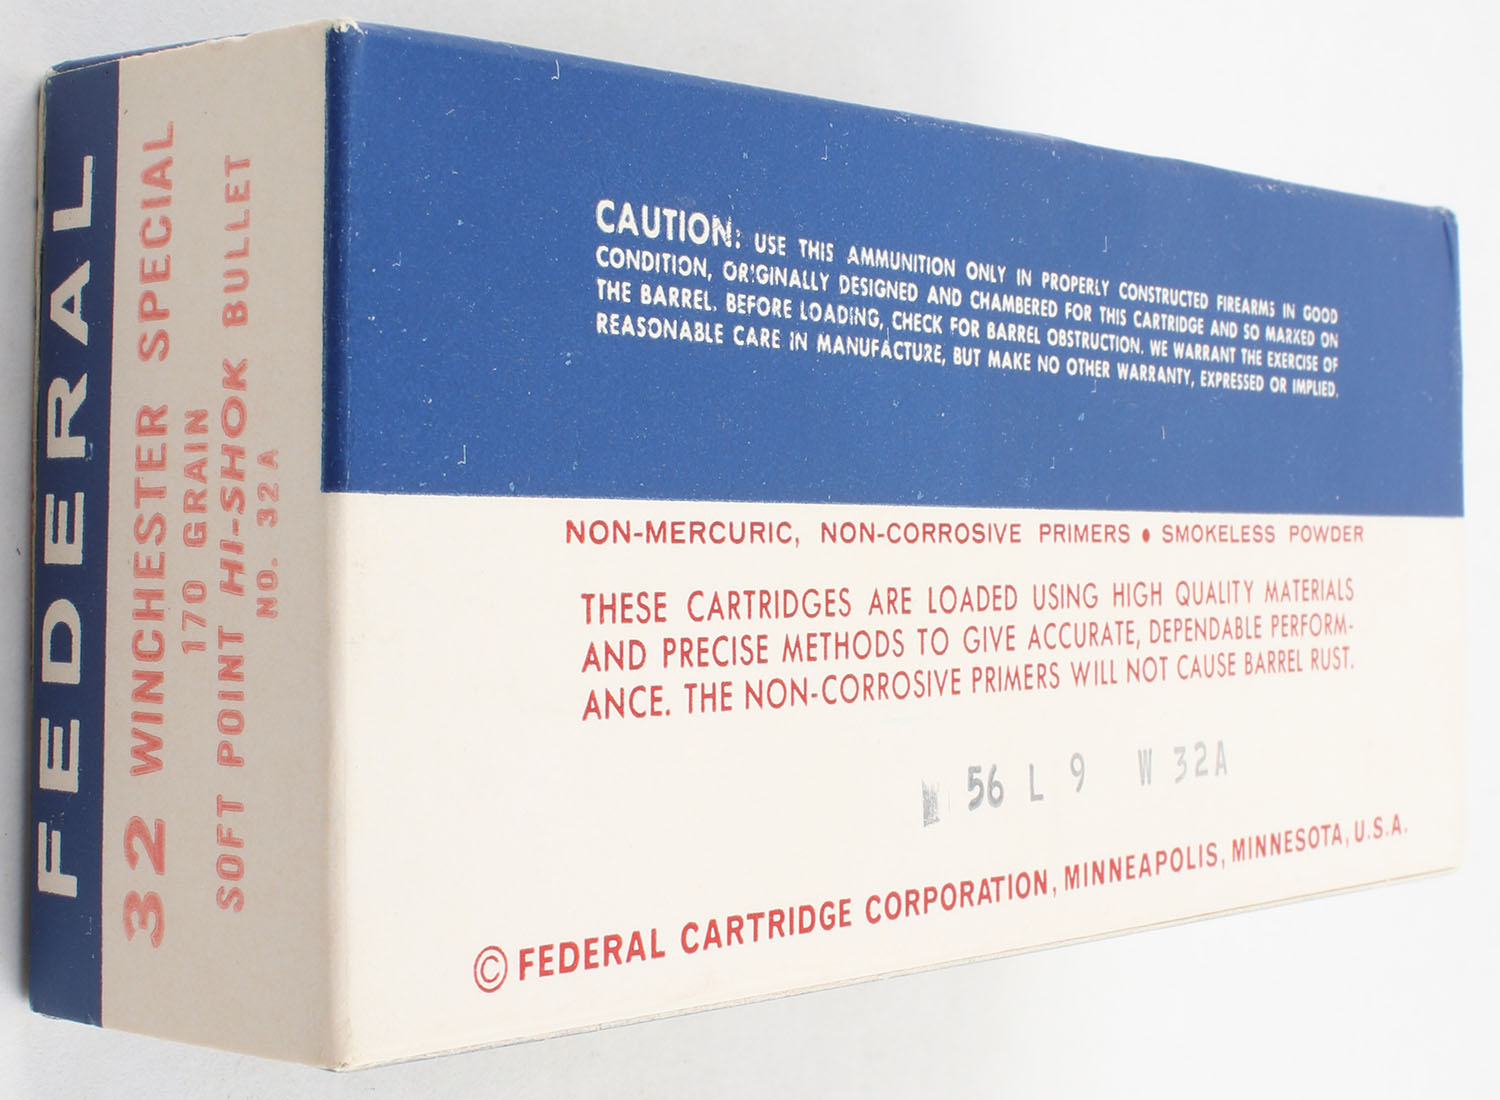 FEDERAL
32 WINCHESTER SPECIAL
170 GRAIN
SOFT POINT HI-SHOK BULLET
NO. 32A
CAUTION: USE THIS AMMUNITION ONLY IN PROPERLY CONSTRUCTED FIREARMS IN GOOD
CONDITION, ORIGINALLY DESIGNED AND CHAMBERED FOR THIS CARTRIDGE AND SO MARKED ON
THE BARREL. BEFORE LOADING, CHECK FOR BARREL OBSTRUCTION. WE WARRANT THE EXERCISE OF
REASONABLE CARE IN MANUFACTURE, BUT MAKE NO OTHER WARRANTY, EXPRESSED OR IMPLIED.
NON-MERCURIC, NON-CORROSIVE PRIMERS • SMOKELESS POWDER
THESE CARTRIDGES ARE LOADED USING HIGH QUALITY MATERIALS
AND PRECISE METHODS TO GIVE ACCURATE, DEPENDABLE PERFORM-
ANCE. THE NON-CORROSIVE PRIMERS WILL NOT CAUSE BARREL RUST.
56 L 9 W 32A
© FEDERAL CARTRIDGE CORPORATION, MINNEAPOLIS, MINNESOTA, U.S.A.